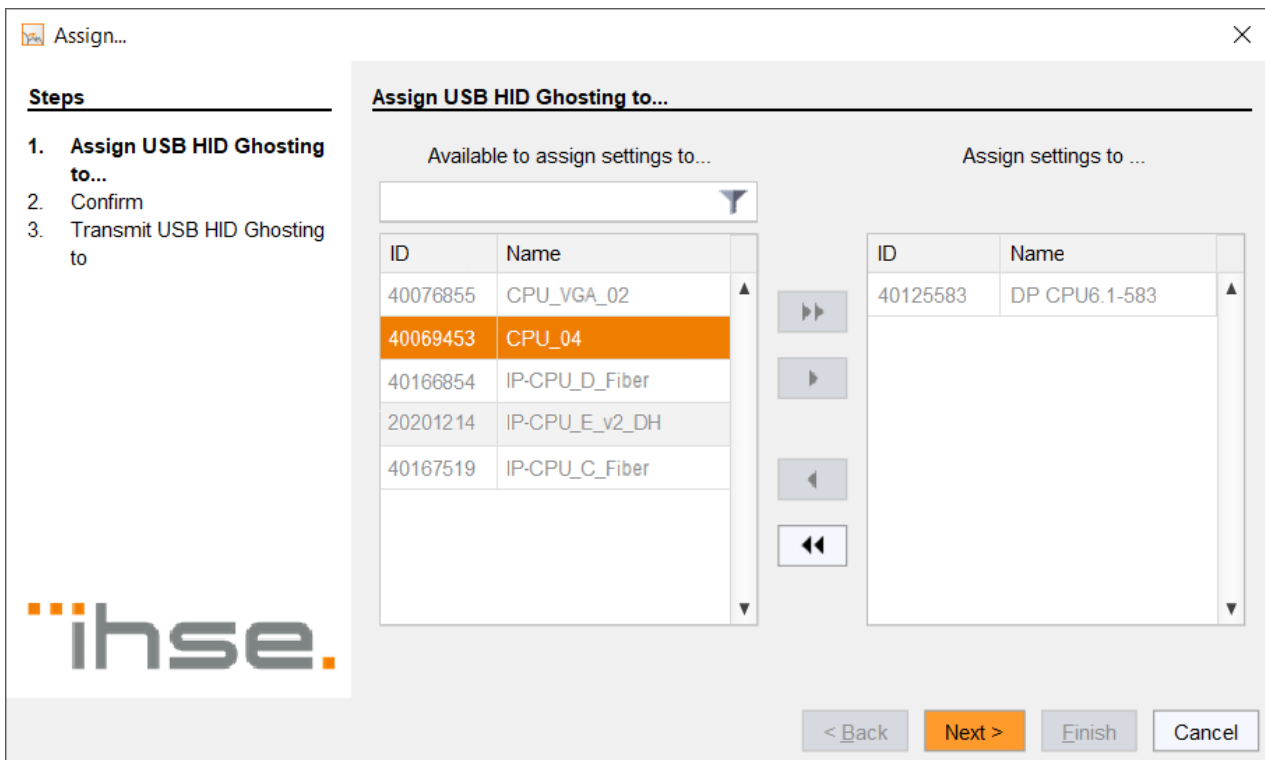 Assign...
Steps
1. Assign USB HID Ghosting
to...
2. Confirm
3. Transmit USB HID Ghosting
to
Assign USB HID Ghosting to...
Available to assign settings to...
ID Name
40076855 CPU_VGA_02
40069453 CPU_04
40166854 IP-CPU_D_Fiber
20201214 IP-CPU_E_v2_DH
40167519 IP-CPU_C_Fiber
Assign settings to ...
ID Name
40125583 DP CPU6.1-583
ihse.
< Back Next > Finish Cancel